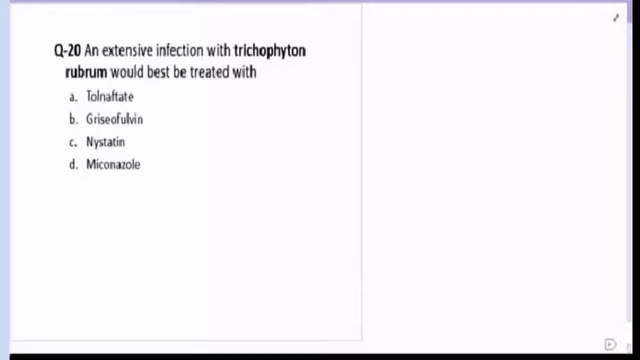 Q-20 An extensive infection with trichophyton
rubrum would best be treated with
a. Tolnaftate
b. Griseofulvin
c. Nystatin
d. Miconazole